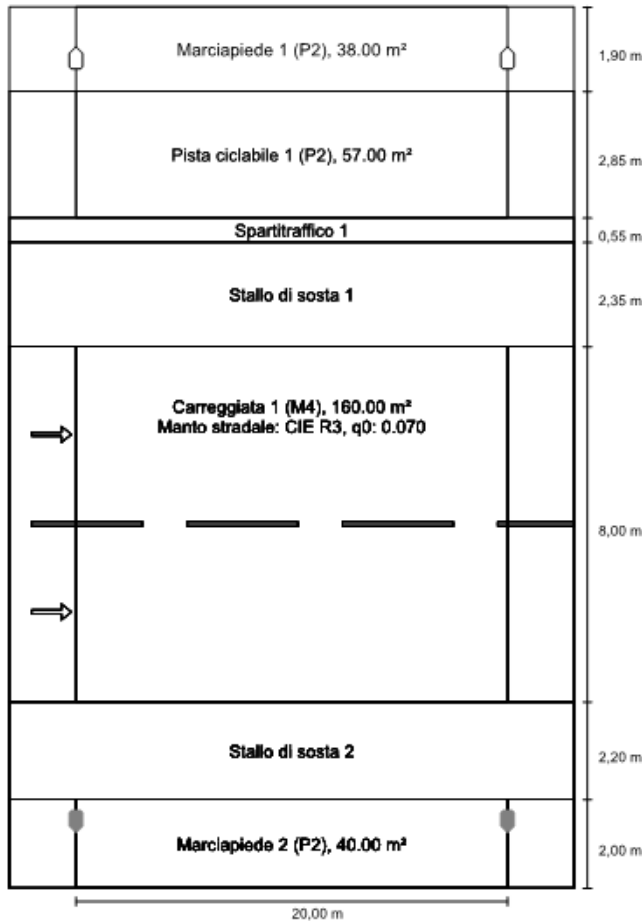 Marciapiede 1 (P2), 38.00 m²
1,90 m
Pista ciclabile 1 (P2), 57.00 m²
2,85 m
Spartitraffico 1
0,55 m
Stallo di sosta 1
2,35 m
Carreggiata 1 (M4), 160.00 m²
Manto stradale: CIE R3, q0: 0.070
8,00 m
Stallo di sosta 2
2,20 m
Marciapiede 2 (P2), 40.00 m²
2,00 m
20,00 m